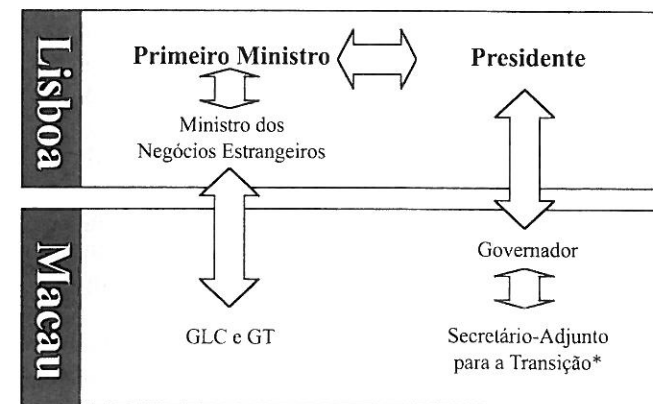 Lisboa
Primeiro Ministro
Presidente
Ministro dos
Negócios Estrangeiros
Macau
Governador
GLC e GT
Secretário-Adjunto
para a Transição*